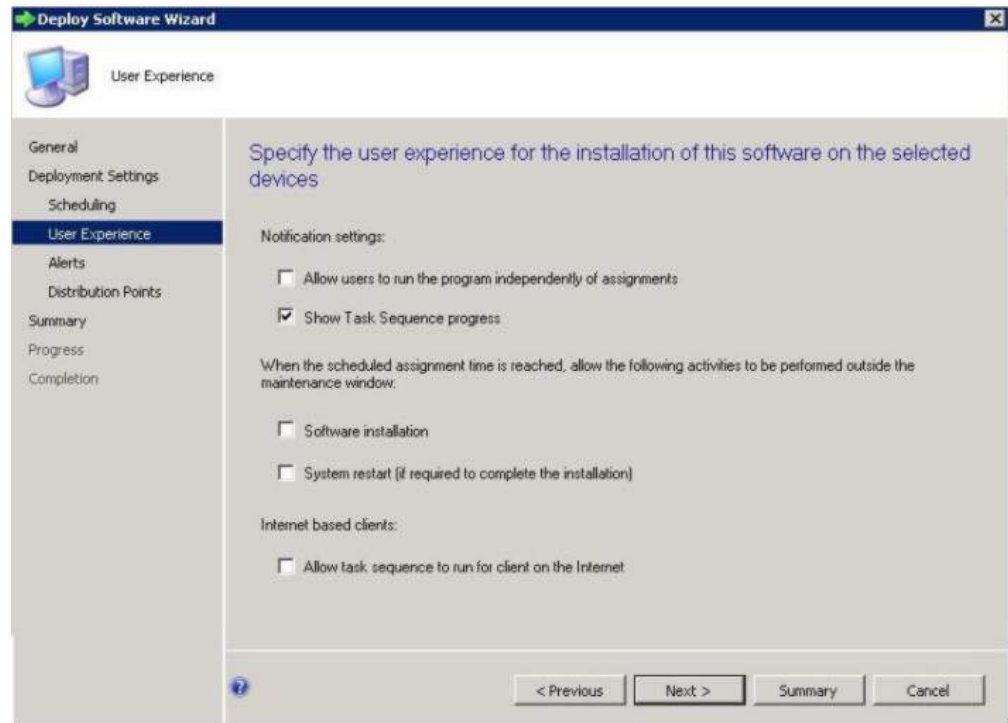 Deploy Software Wizard
User Experience
General
Deployment Settings
Scheduling
User Experience
Alerts
Distribution Points
Summary
Progress
Completion
Specify the user experience for the installation of this software on the selected
devices
Notification settings:
Allow users to run the program independently of assignments
Show Task Sequence progress
When the scheduled assignment time is reached, allow the following activities to be performed outside the
maintenance window:
Software installation
System restart (if required to complete the installation)
Internet based clients:
Allow task sequence to run for client on the Internet
< Previous
Next >
Summary
Cancel